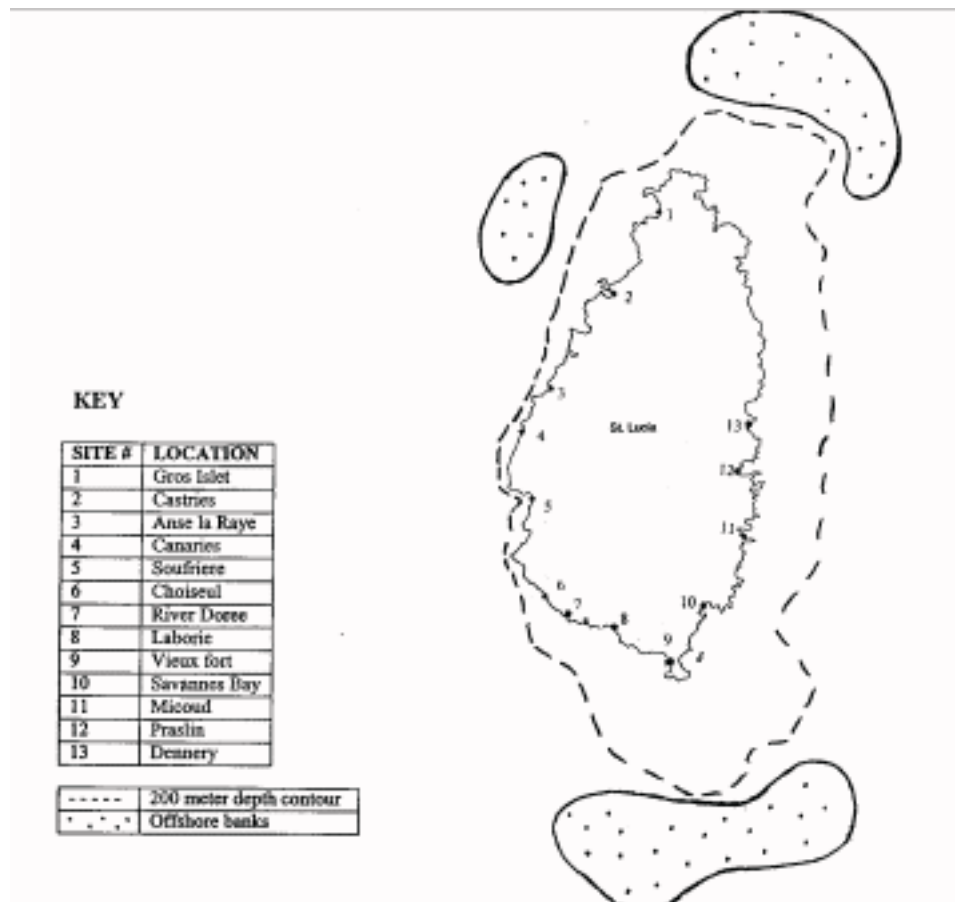 1
2
KEY
3
St. Lucia
13
4
SITE # LOCATION
1 Gros Islet
2 Castries
3 Anse la Raye
4 Canaries
5 Soufriere
6 Choiseul
7 River Doree
8 Laborie
9 Vieux fort
10 Savannes Bay
11 Micoud
12 Praslin
13 Dennery
12
5
11
6
7
10
8
9
200 meter depth contour
Offshore banks